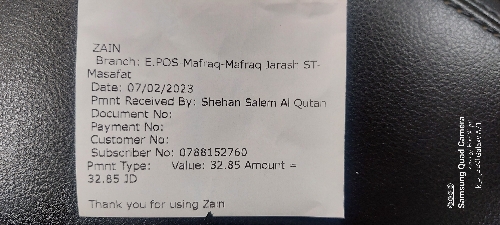 ZAIN
Branch: E.POS Mafraq-Mafraq Jarash ST-
Masafat
Date: 07/02/2023
Pmnt Received By: Shehan Salem Al Qutan
Document No:
Payment No:
Customer No:
Subscriber No: 0788152760
Pmnt Type: Value: 32.85 Amount =
32.85 JD
Thank you for using Zain
Samsung Quad Camera